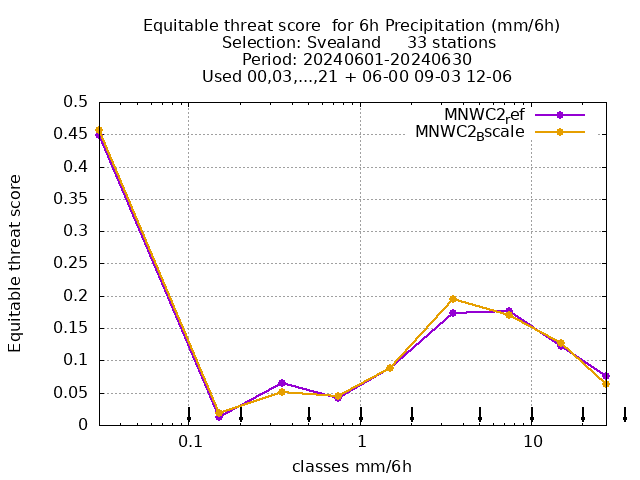 Equitable threat score  for 6h Precipitation (mm/6h)
Selection: Svealand     33 stations
Period: 20240601-20240630
Used 00,03,...,21 + 06-00 09-03 12-06
MNWC2ref
MNWC2Bscale
0.5
0.45
0.4
0.35
0.3
0.25
0.2
0.15
0.1
0.05
0
Equitable threat score
0.1
1
10
classes mm/6h